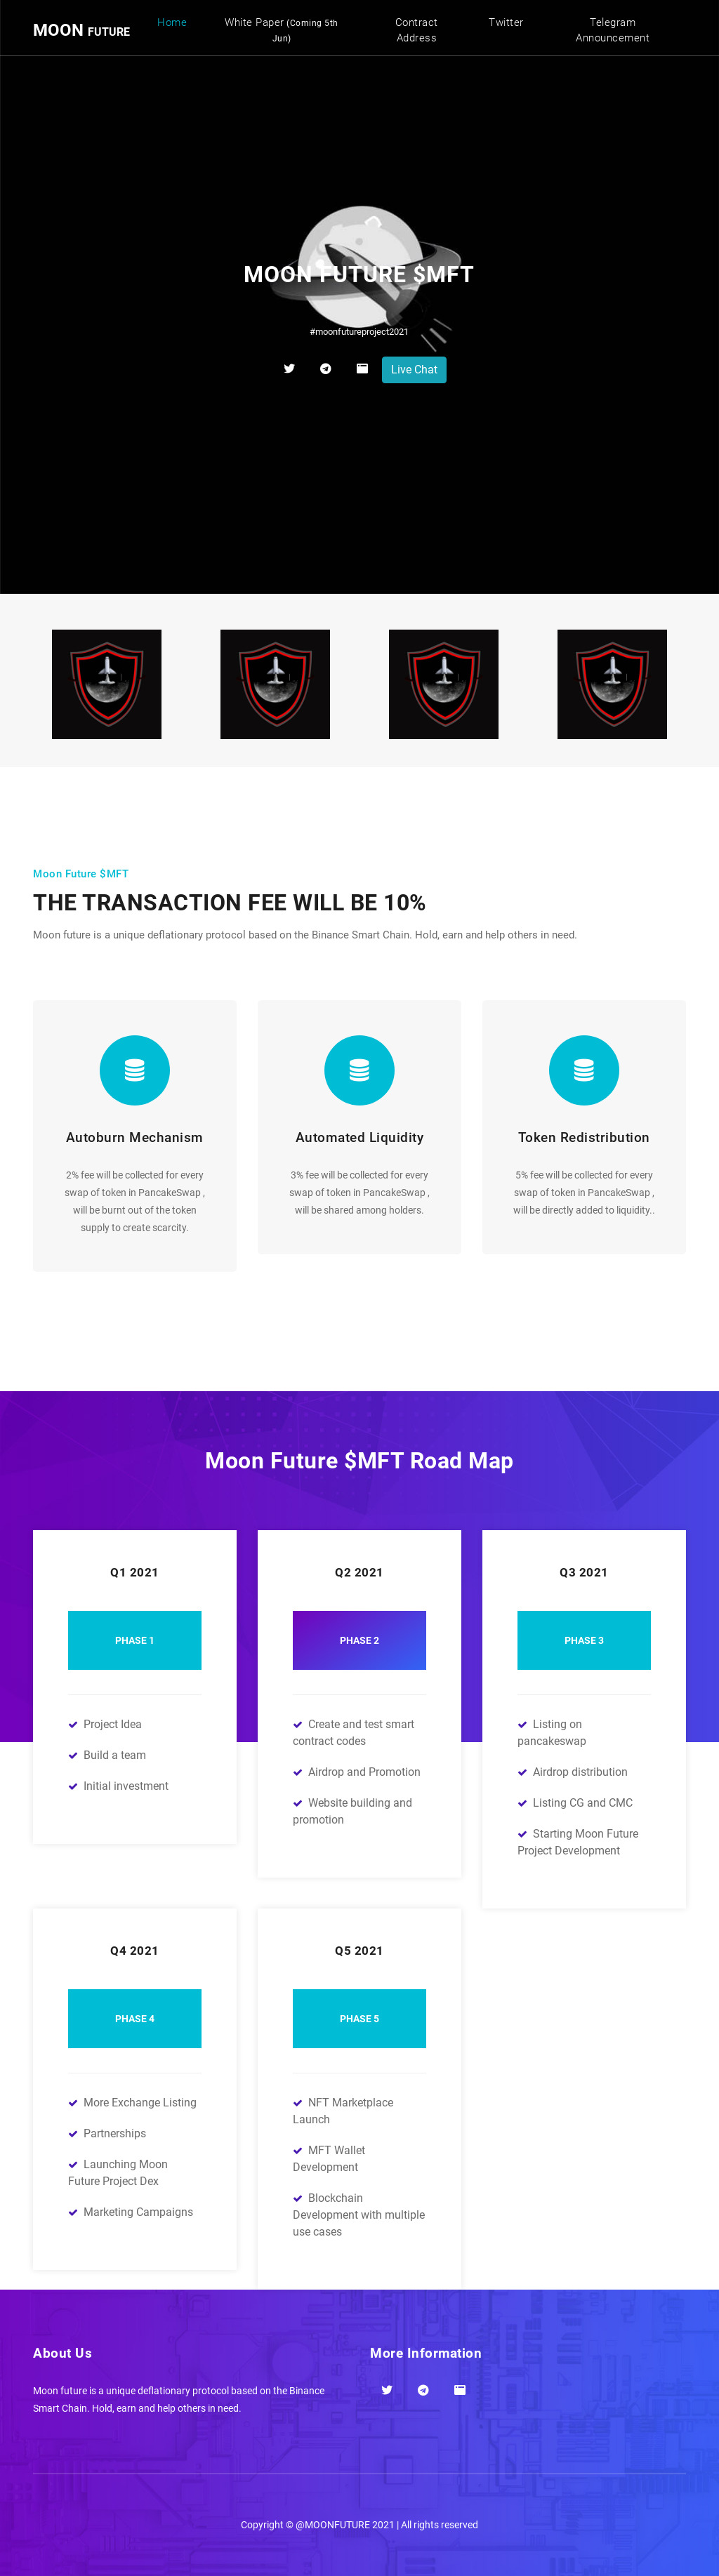 MOON FUTURE
Home
White Paper (Coming 5th
Jun)
Contract
Address
Twitter
Telegram
Announcement
MOON FUTURE $MFT
#moonfutureproject2021
Live Chat
Moon Future $MFT
THE TRANSACTION FEE WILL BE 10%
Moon future is a unique deflationary protocol based on the Binance Smart Chain. Hold, earn and help others in need.
Autoburn Mechanism
2% fee will be collected for every
swap of token in PancakeSwap ,
will be burnt out of the token
supply to create scarcity.
Automated Liquidity
3% fee will be collected for every
swap of token in PancakeSwap ,
will be shared among holders.
Token Redistribution
5% fee will be collected for every
swap of token in PancakeSwap ,
will be directly added to liquidity..
Moon Future $MFT Road Map
Q1 2021
PHASE 1
Project Idea
Build a team
Initial investment
Q2 2021
PHASE 2
Create and test smart
contract codes
Airdrop and Promotion
Website building and
promotion
Q3 2021
PHASE 3
Listing on
pancakeswap
Airdrop distribution
Listing CG and CMC
Starting Moon Future
Project Development
Q4 2021
PHASE 4
More Exchange Listing
Partnerships
Launching Moon
Future Project Dex
Marketing Campaigns
Q5 2021
PHASE 5
NFT Marketplace
Launch
MFT Wallet
Development
Blockchain
Development with multiple
use cases
About Us
Moon future is a unique deflationary protocol based on the Binance
Smart Chain. Hold, earn and help others in need.
More Information
Copyright © @MOONFUTURE 2021 | All rights reserved